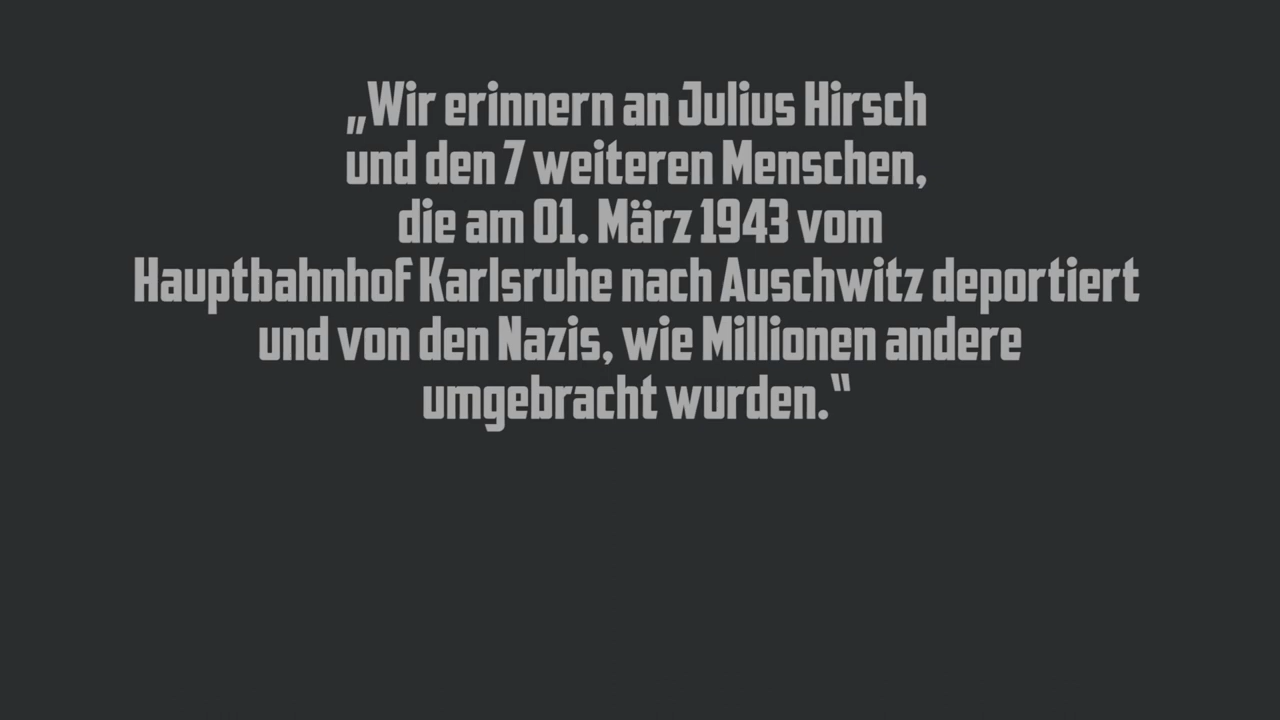 „Wir erinnern an Julius Hirsch
und den 7 weiteren Menschen,
die am 01. März 1943 vom
Hauptbahnhof Karlsruhe nach Auschwitz deportiert
und von den Nazis, wie Millionen andere
umgebracht wurden.“